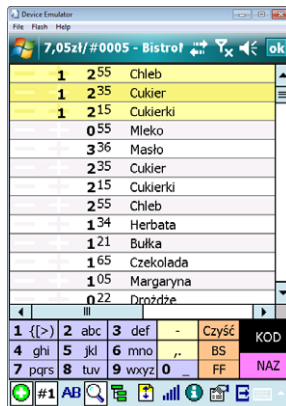 Device Emulator
File Flash Help
7,05zł/#0005 - Bistro! ok
1 2 55 Chleb
1 2 35 Cukier
1 2 15 Cukierki
0 55 Mleko
3 36 Masło
2 35 Cukier
2 15 Cukierki
2 55 Chleb
1 34 Herbata
1 21 Bułka
1 65 Czekolada
1 05 Margaryna
0 22 Drożdże
1 {[>) 2 abc 3 def - Czyść KOD
4 ghi 5 jkl 6 mno ,. BS
7 pqrs 8 tuv 9 wxyz 0 _ FF NAZ
#1 AB